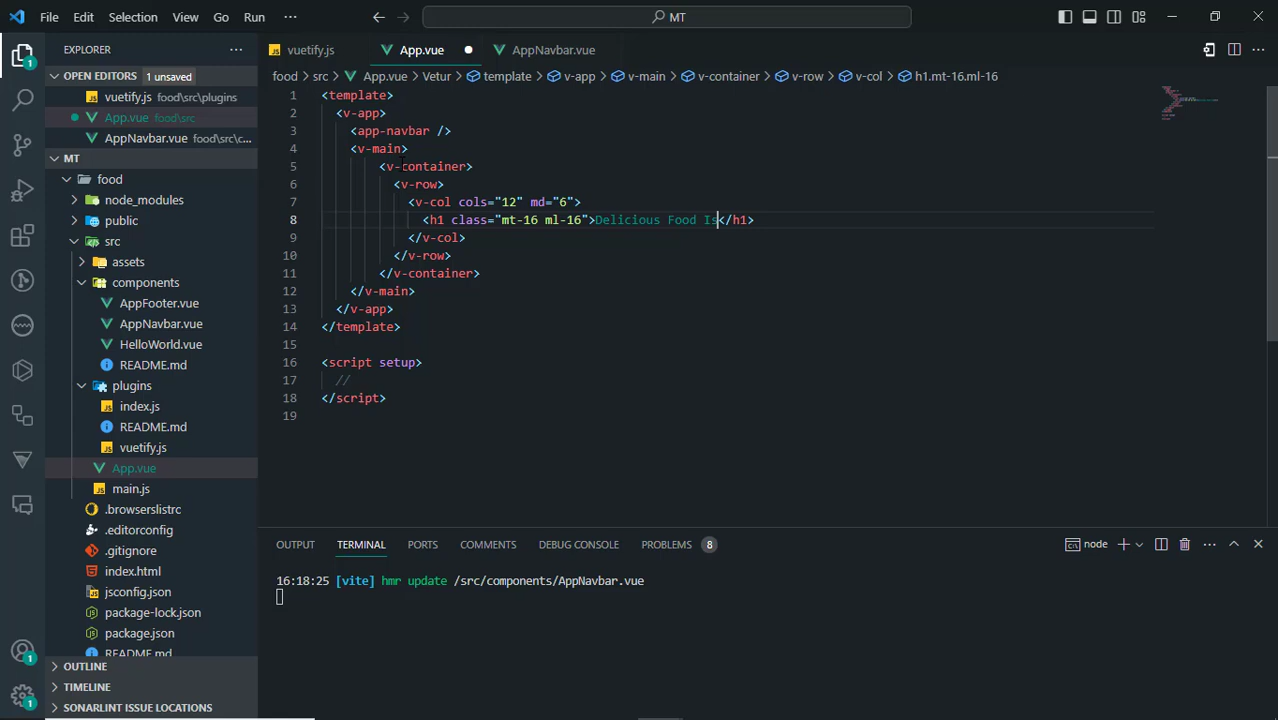 File Edit Selection View Go Run ··· MT
EXPLORER ···
OPEN EDITORS 1 unsaved
vuetify.js food\src\plugins
App.vue food\src
AppNavbar.vue food\src\c...
MT
food
node_modules
public
src
assets
components
AppFooter.vue
AppNavbar.vue
HelloWorld.vue
README.md
plugins
index.js
README.md
vuetify.js
App.vue
main.js
.browserslistrc
.editorconfig
.gitignore
index.html
jsconfig.json
package-lock.json
package.json
README.md
OUTLINE
TIMELINE
SONARLINT ISSUE LOCATIONS
1
1
1
vuetify.js App.vue AppNavbar.vue
food > src > App.vue > Vetur > template > v-app > v-main > v-container > v-row > v-col > h1.mt-16.ml-16
1 <template>
2 <v-app>
3 <app-navbar />
4 <v-main>
5 <v-container>
6 <v-row>
7 <v-col cols="12" md="6">
8 <h1 class="mt-16 ml-16">Delicious Food Is</h1>
9 </v-col>
10 </v-row>
11 </v-container>
12 </v-main>
13 </v-app>
14 </template>
15
16 <script setup>
17 //
18 </script>
19
OUTPUT TERMINAL PORTS COMMENTS DEBUG CONSOLE PROBLEMS 8 node
16:18:25 [vite] hmr update /src/components/AppNavbar.vue